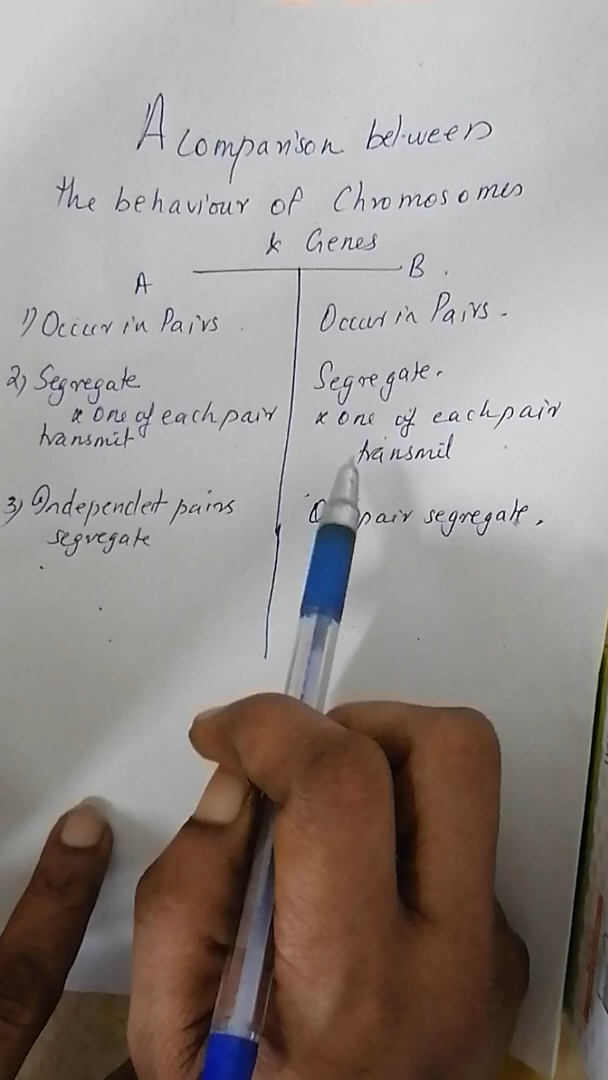 A comparison between
the behaviour of Chromosomes
& Genes
A
B.
1) Occur in Pairs.
Occur in Pairs.
2) Segregate
Segregate.
* One of each pair
transmit
* one of each pair
transmit
3) Independet pairs
segregate
pair segregate.